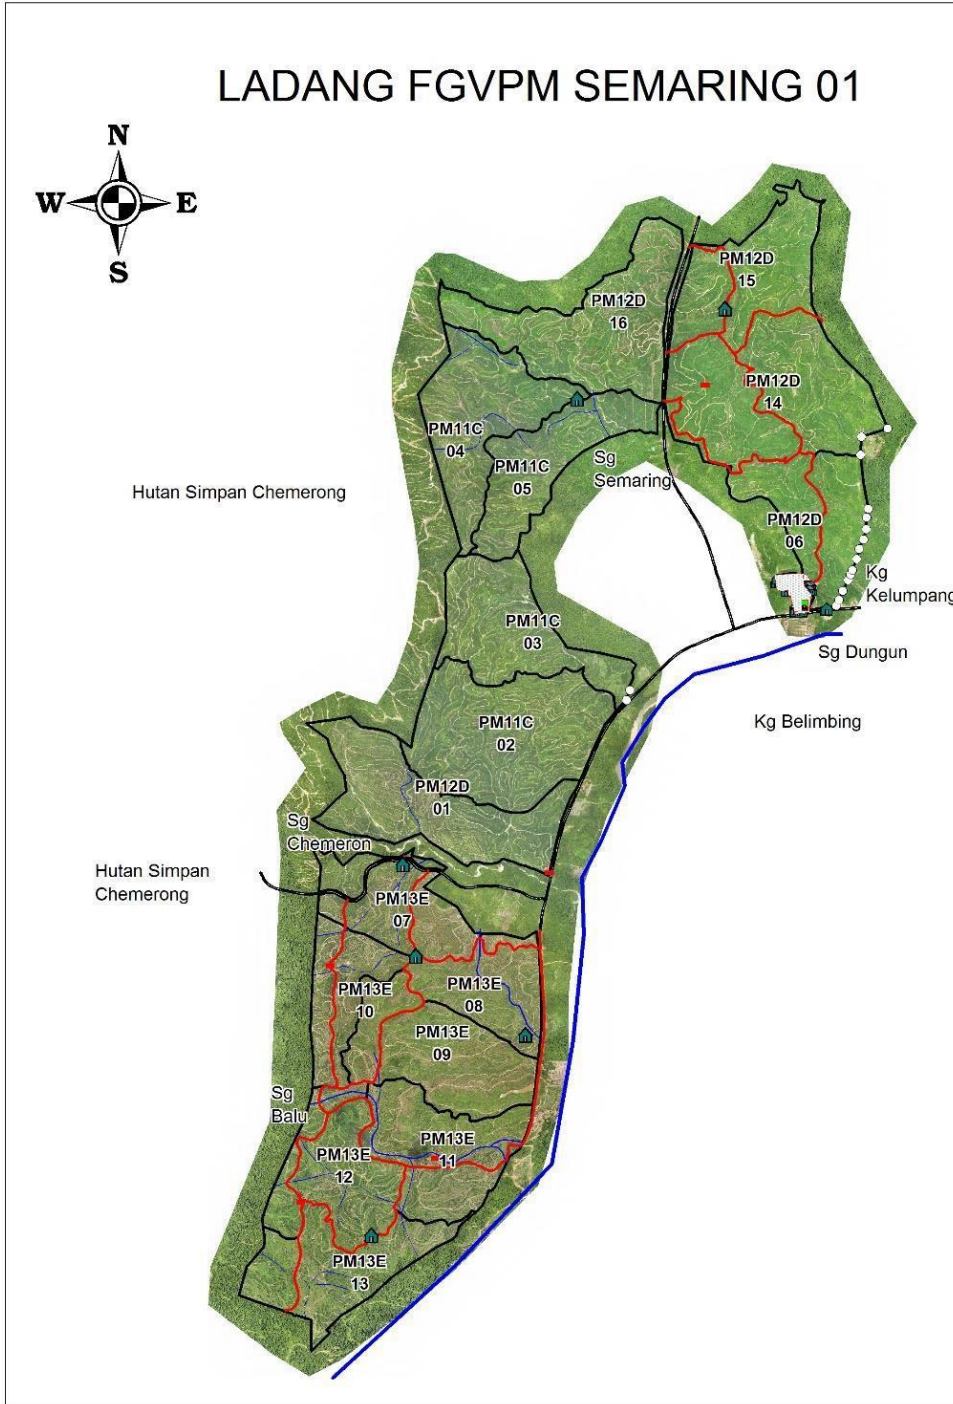 LADANG FGVPM SEMARING 01
N
W
E
S
PM12D
15
PM12D
16
PM12D
14
PM11C
04
PM11C
05
Sg
Semaring
Hutan Simpan Chemerong
PM12D
06
Kg
Kelumpang
PM11C
03
Sg Dungun
PM11C
02
Kg Belimbing
PM12D
01
Sg
Chemeron
Hutan Simpan
Chemerong
PM13E
07
PM13E
08
PM13E
10
PM13E
09
Sg
Balu
PM13E
11
PM13E
12
PM13E
13